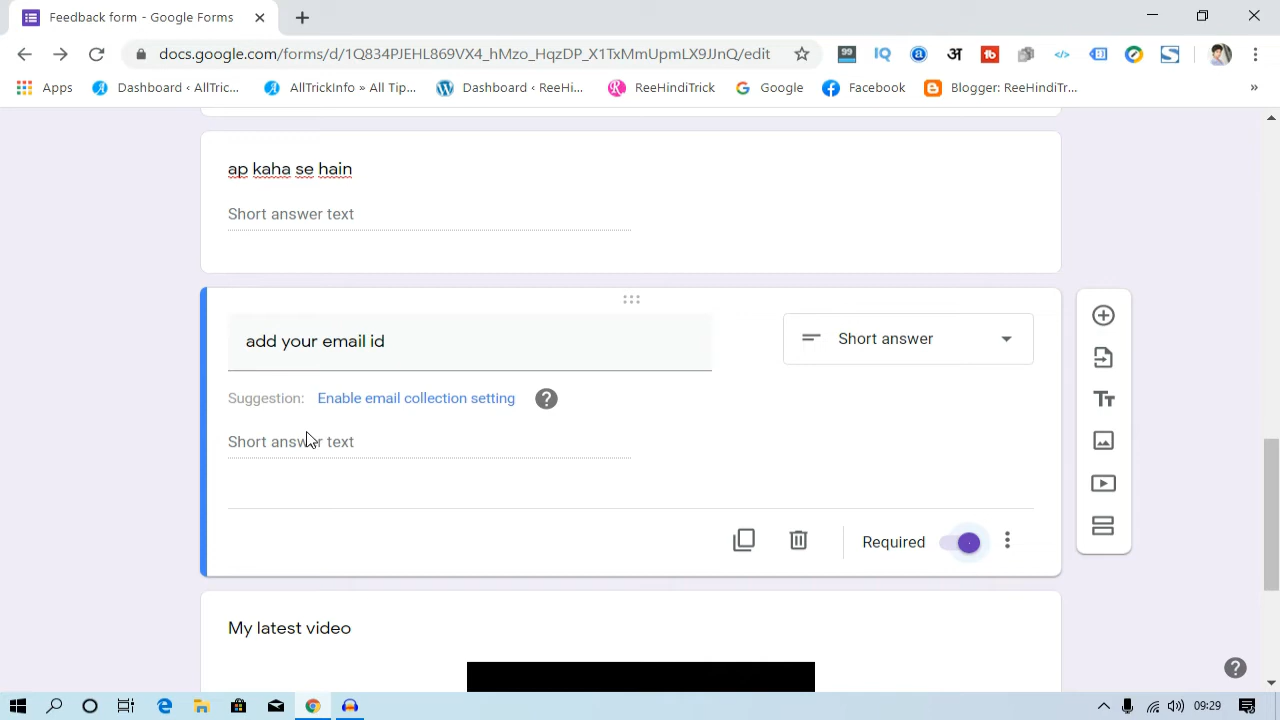 Feedback form - Google Forms
docs.google.com/forms/d/1Q834PJEHL869VX4_hMzo_HqzDP_X1TxMmUpmLX9JJnQ/edit
Apps
Dashboard ‹ AllTric...
AllTrickInfo » All Tip...
Dashboard ‹ ReeHi...
ReeHindiTrick
Google
Facebook
Blogger: ReeHindiTr...
»
ap kaha se hain
Short answer text
add your email id
Short answer
Suggestion: Enable email collection setting
Short answer text
Required
My latest video
09:29